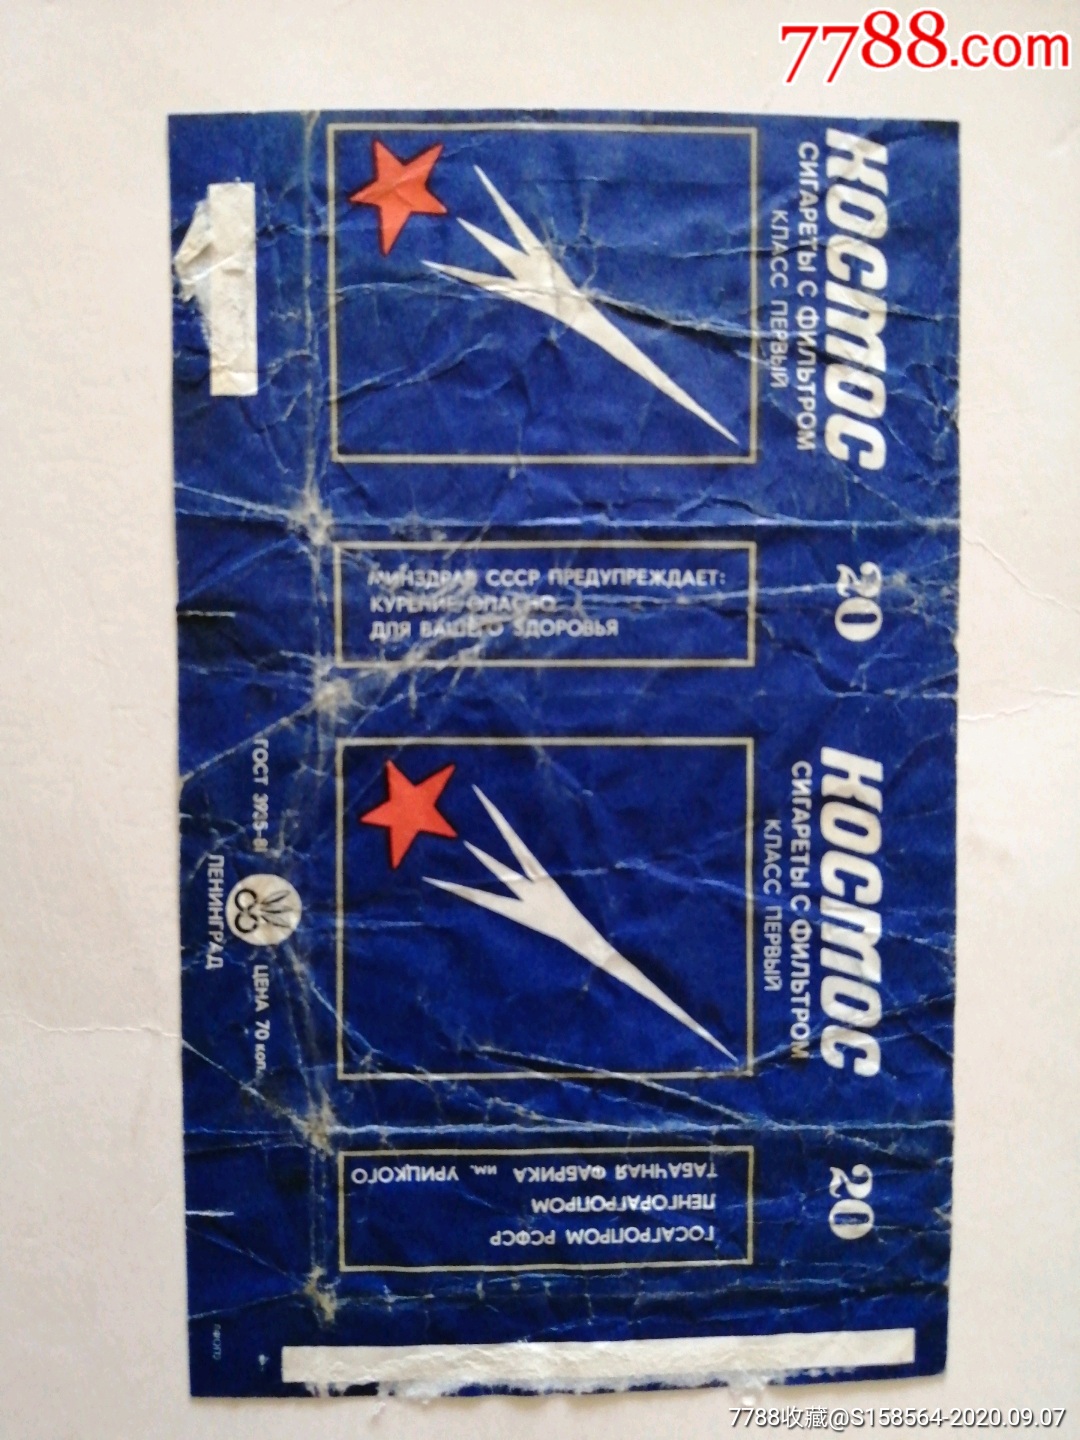 7788.com
КОСМОС
СИГАРЕТЫ С ФИЛЬТРОМ
КЛАСС ПЕРВЫЙ
20
МИНЗДРАВ СССР ПРЕДУПРЕЖДАЕТ:
КУРЕНИЕ ОПАСНО
ДЛЯ ВАШЕГО ЗДОРОВЬЯ
КОСМОС
СИГАРЕТЫ С ФИЛЬТРОМ
КЛАСС ПЕРВЫЙ
ГОСТ 3935-81
ЦЕНА 70 коп.
ЛЕНИНГРАД
20
ГОСАГРОПРОМ РСФСР
ЛЕНГОРАГРОПРОМ
ТАБАЧНАЯ ФАБРИКА им. УРИЦКОГО
7788收藏@S158564-2020.09.07